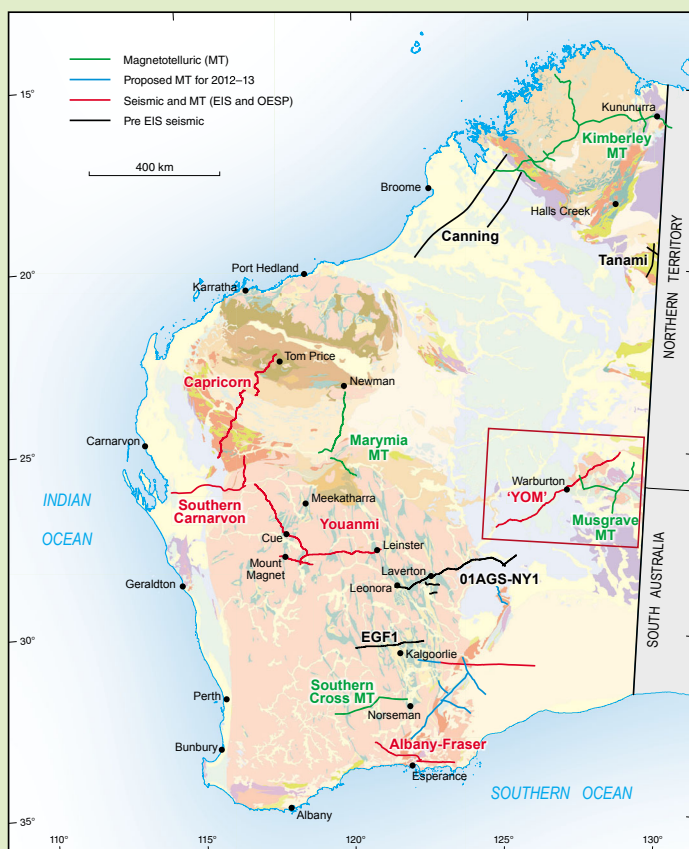 Magnetotelluric (MT)
Proposed MT for 2012–13
Seismic and MT (EIS and OESP)
Pre EIS seismic
400 km
15°
20°
25°
30°
35°
110°
115°
120°
125°
130°
Kununurra
Kimberley
MT
Broome
Halls Creek
Canning
Tanami
NORTHERN TERRITORY
Port Hedland
Karratha
Tom Price
Capricorn
Newman
Carnarvon
Marymia
MT
Warburton
'YOM'
INDIAN
OCEAN
Southern
Carnarvon
Meekatharra
Youanmi
Musgrave
MT
Cue
Leinster
Mount
Magnet
Laverton
Leonora
01AGS-NY1
Geraldton
SOUTH AUSTRALIA
EGF1
Kalgoorlie
Southern
Cross MT
Perth
Norseman
Bunbury
Albany-Fraser
Esperance
SOUTHERN OCEAN
Albany